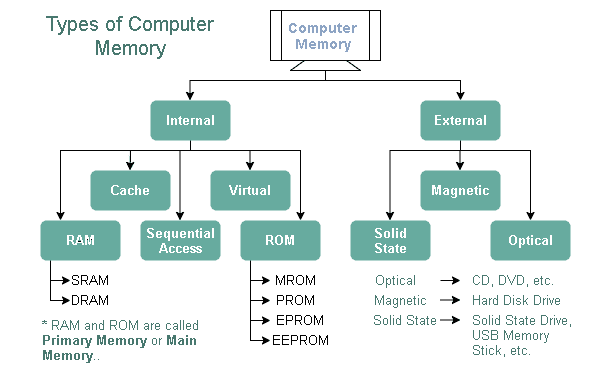 Types of Computer
Memory
Computer
Memory
Internal
External
Cache
Virtual
Magnetic
RAM
Sequential
Access
ROM
Solid
State
Optical
SRAM
DRAM
MROM
PROM
EPROM
EEPROM
Optical CD, DVD, etc.
Magnetic Hard Disk Drive
Solid State Solid State Drive,
USB Memory
Stick, etc.
* RAM and ROM are called
Primary Memory or Main
Memory..